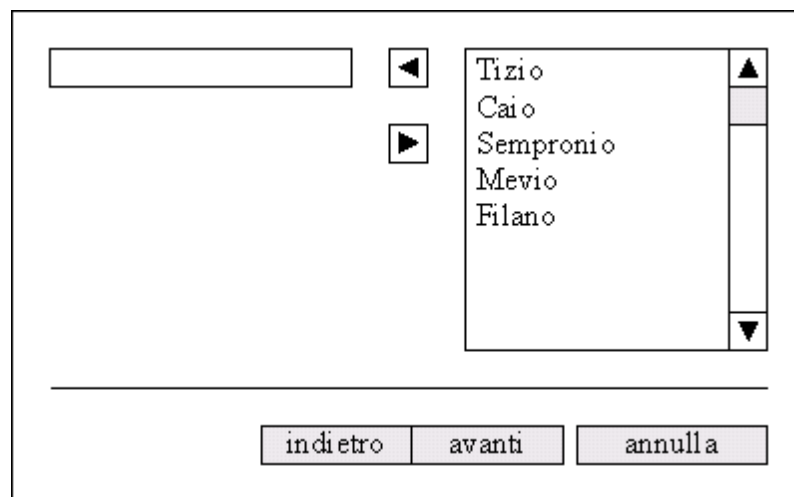 Tizio
Caio
Sempronio
Mevio
Filano
indietro avanti annulla